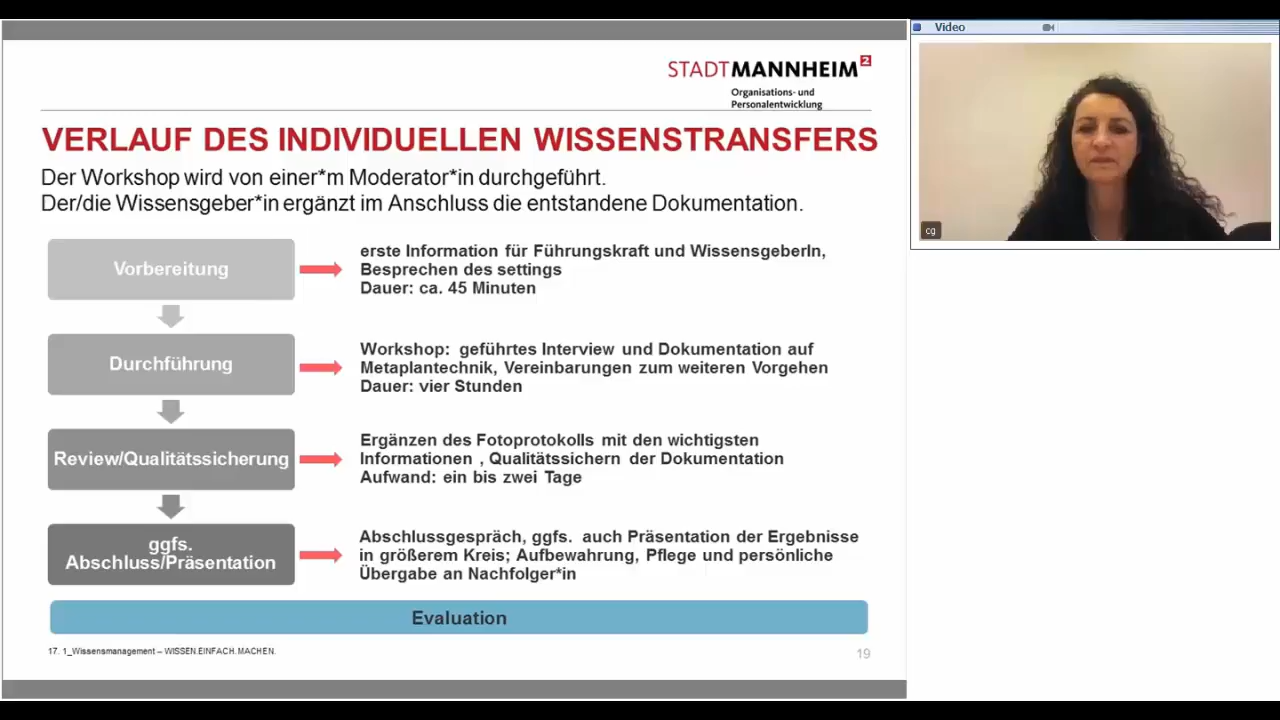 Video
STADTMANNHEIM2
Organisations- und
Personalentwicklung
VERLAUF DES INDIVIDUELLEN WISSENSTRANSFERS
Der Workshop wird von einer*m Moderator*in durchgeführt.
Der/die Wissensgeber*in ergänzt im Anschluss die entstandene Dokumentation.
Vorbereitung
erste Information für Führungskraft und WissensgeberIn,
Besprechen des settings
Dauer: ca. 45 Minuten
Durchführung
Workshop: geführtes Interview und Dokumentation auf
Metaplantechnik, Vereinbarungen zum weiteren Vorgehen
Dauer: vier Stunden
Review/Qualitätssicherung
Ergänzen des Fotoprotokolls mit den wichtigsten
Informationen , Qualitätssichern der Dokumentation
Aufwand: ein bis zwei Tage
ggfs.
Abschluss/Präsentation
Abschlussgespräch, ggfs. auch Präsentation der Ergebnisse
in größerem Kreis; Aufbewahrung, Pflege und persönliche
Übergabe an Nachfolger*in
Evaluation
17. 1_Wissensmanagement – WISSEN.EINFACH.MACHEN.
19
cg